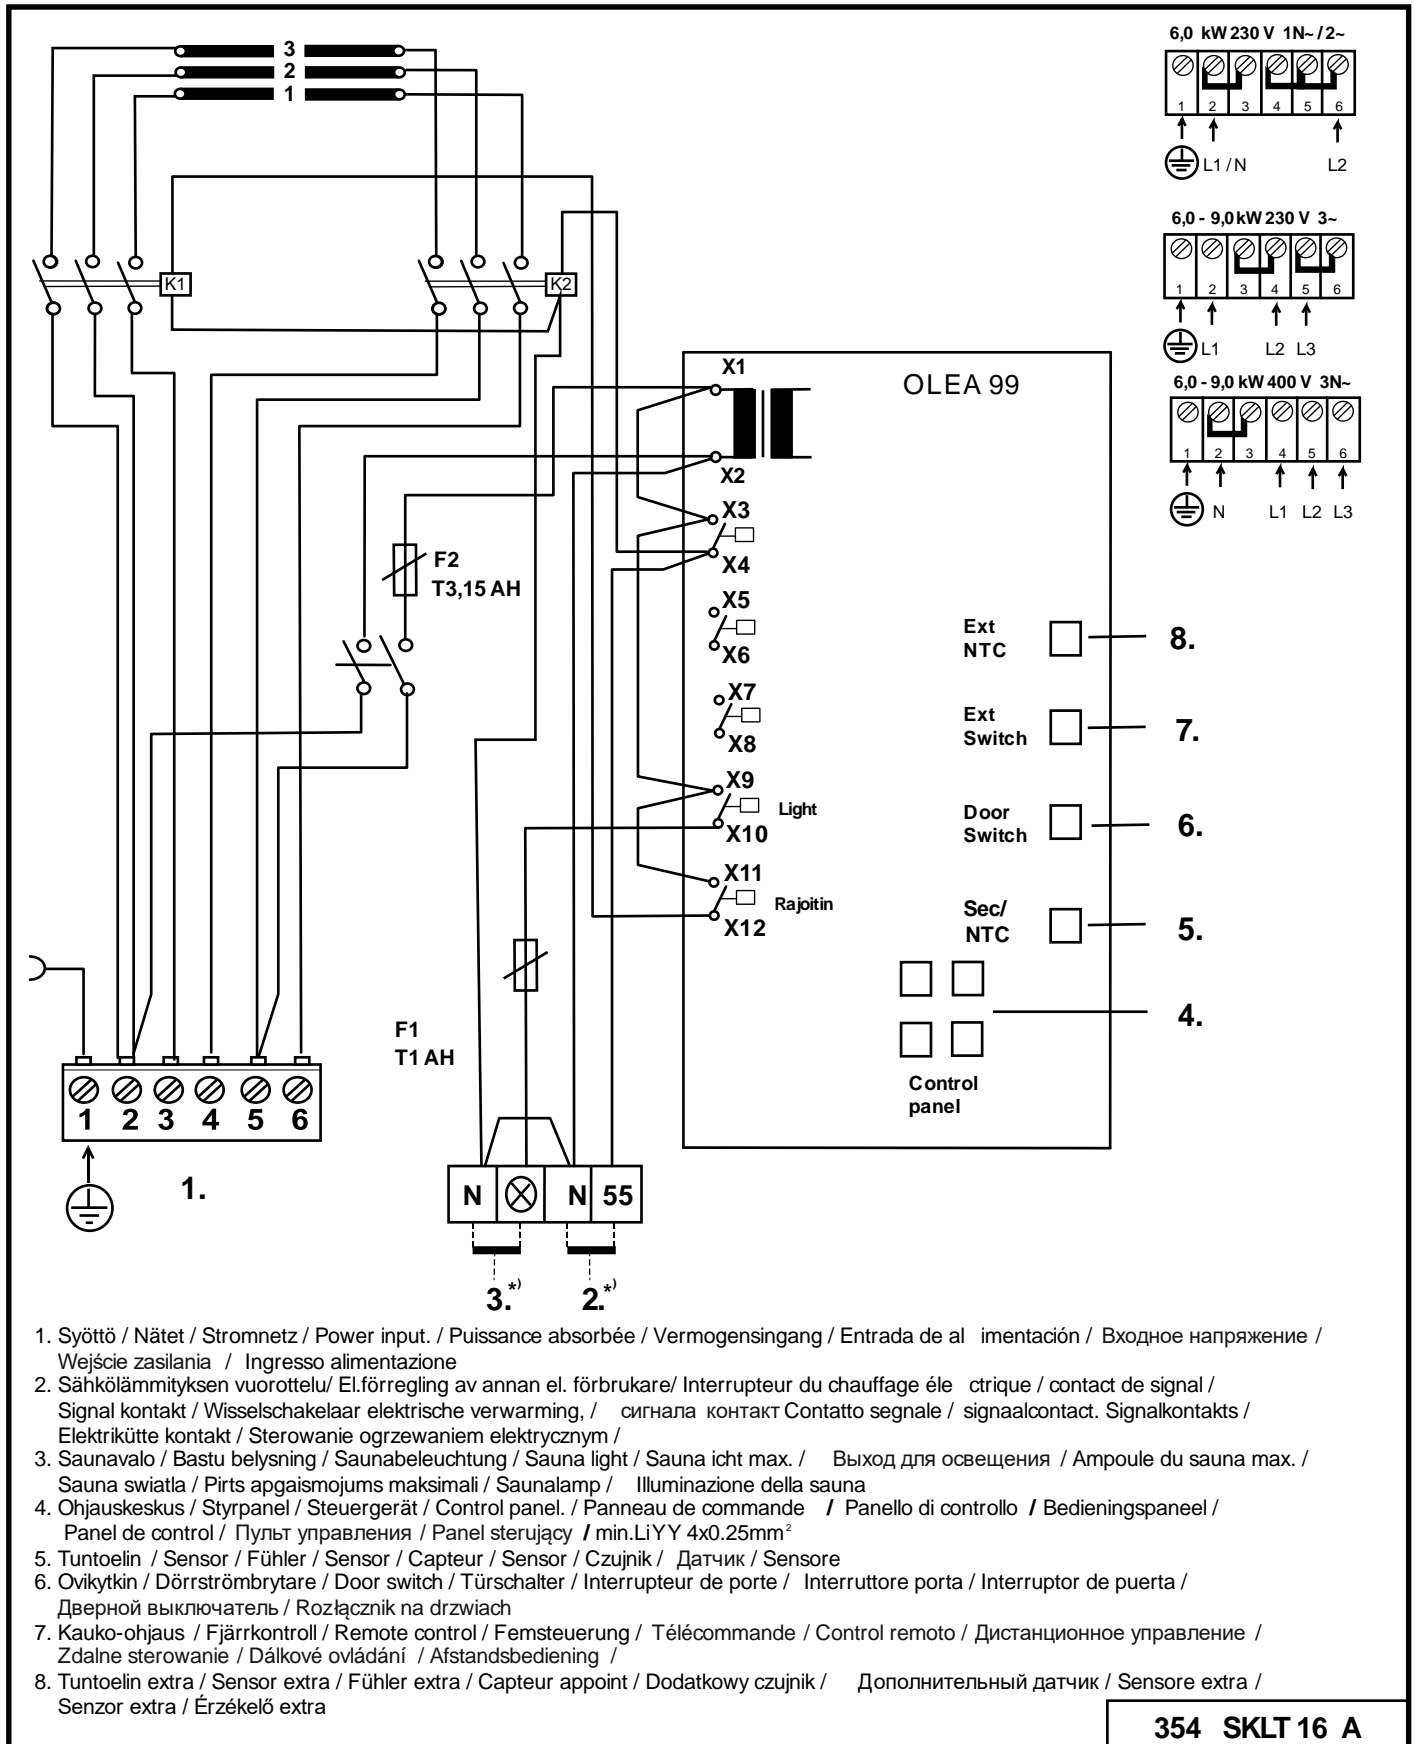 6,0 kW 230 V 1N~ / 2~
3
2
1
1 2 3 4 5 6
L1 / N L2
6,0 - 9,0 kW 230 V 3~
K1
K2
1 2 3 4 5 6
L1 L2 L3
X1
OLEA 99
6,0 - 9,0 kW 400 V 3N~
1 2 3 4 5 6
N L1 L2 L3
X2
X3
F2
T3,15 AH
X4
X5
X6
Ext
NTC
8.
X7
X8
Ext
Switch
7.
X9
Light
X10
Door
Switch
6.
X11
Rajoitin
X12
Sec/
NTC
5.
4.
F1
T1 AH
Control
panel
1 2 3 4 5 6
1.
N N 55
3.*) 2.*)
1. Syöttö / Nätet / Stromnetz / Power input. / Puissance absorbée / Vermogensingang / Entrada de al imentación / Входное напряжение /
Wejście zasilania / Ingresso alimentazione
2. Sähkölämmityksen vuorottelu/ El.förregling av annan el. förbrukare/ Interrupteur du chauffage éle ctrique / contact de signal /
Signal kontakt / Wisselschakelaar elektrische verwarming, / сигнала контакт Contatto segnale / signaalcontact. Signalkontakts /
Elektrikütte kontakt / Sterowanie ogrzewaniem elektrycznym /
3. Saunavalo / Bastu belysning / Saunabeleuchtung / Sauna light / Sauna icht max. / Выход для освещения / Ampoule du sauna max. /
Sauna swiatla / Pirts apgaismojums maksimali / Saunalamp / Illuminazione della sauna
4. Ohjauskeskus / Styrpanel / Steuergerät / Control panel. / Panneau de commande / Panello di controllo / Bedieningspaneel /
Panel de control / Пульт управления / Panel sterujący / min.LiYY 4x0.25mm²
5. Tuntoelin / Sensor / Fühler / Sensor / Capteur / Sensor / Czujnik / Датчик / Sensore
6. Ovikytkin / Dörrströmbrytare / Door switch / Türschalter / Interrupteur de porte / Interruttore porta / Interruptor de puerta /
Дверной выключатель / Rozłącznik na drzwiach
7. Kauko-ohjaus / Fjärrkontroll / Remote control / Femsteuerung / Télécommande / Control remoto / Дистанционное управление /
Zdalne sterowanie / Dálkové ovládání / Afstandsbediening /
8. Tuntoelin extra / Sensor extra / Fühler extra / Capteur appoint / Dodatkowy czujnik / Дополнительный датчик / Sensore extra /
Senzor extra / Érzékelő extra
354 SKLT 16 A